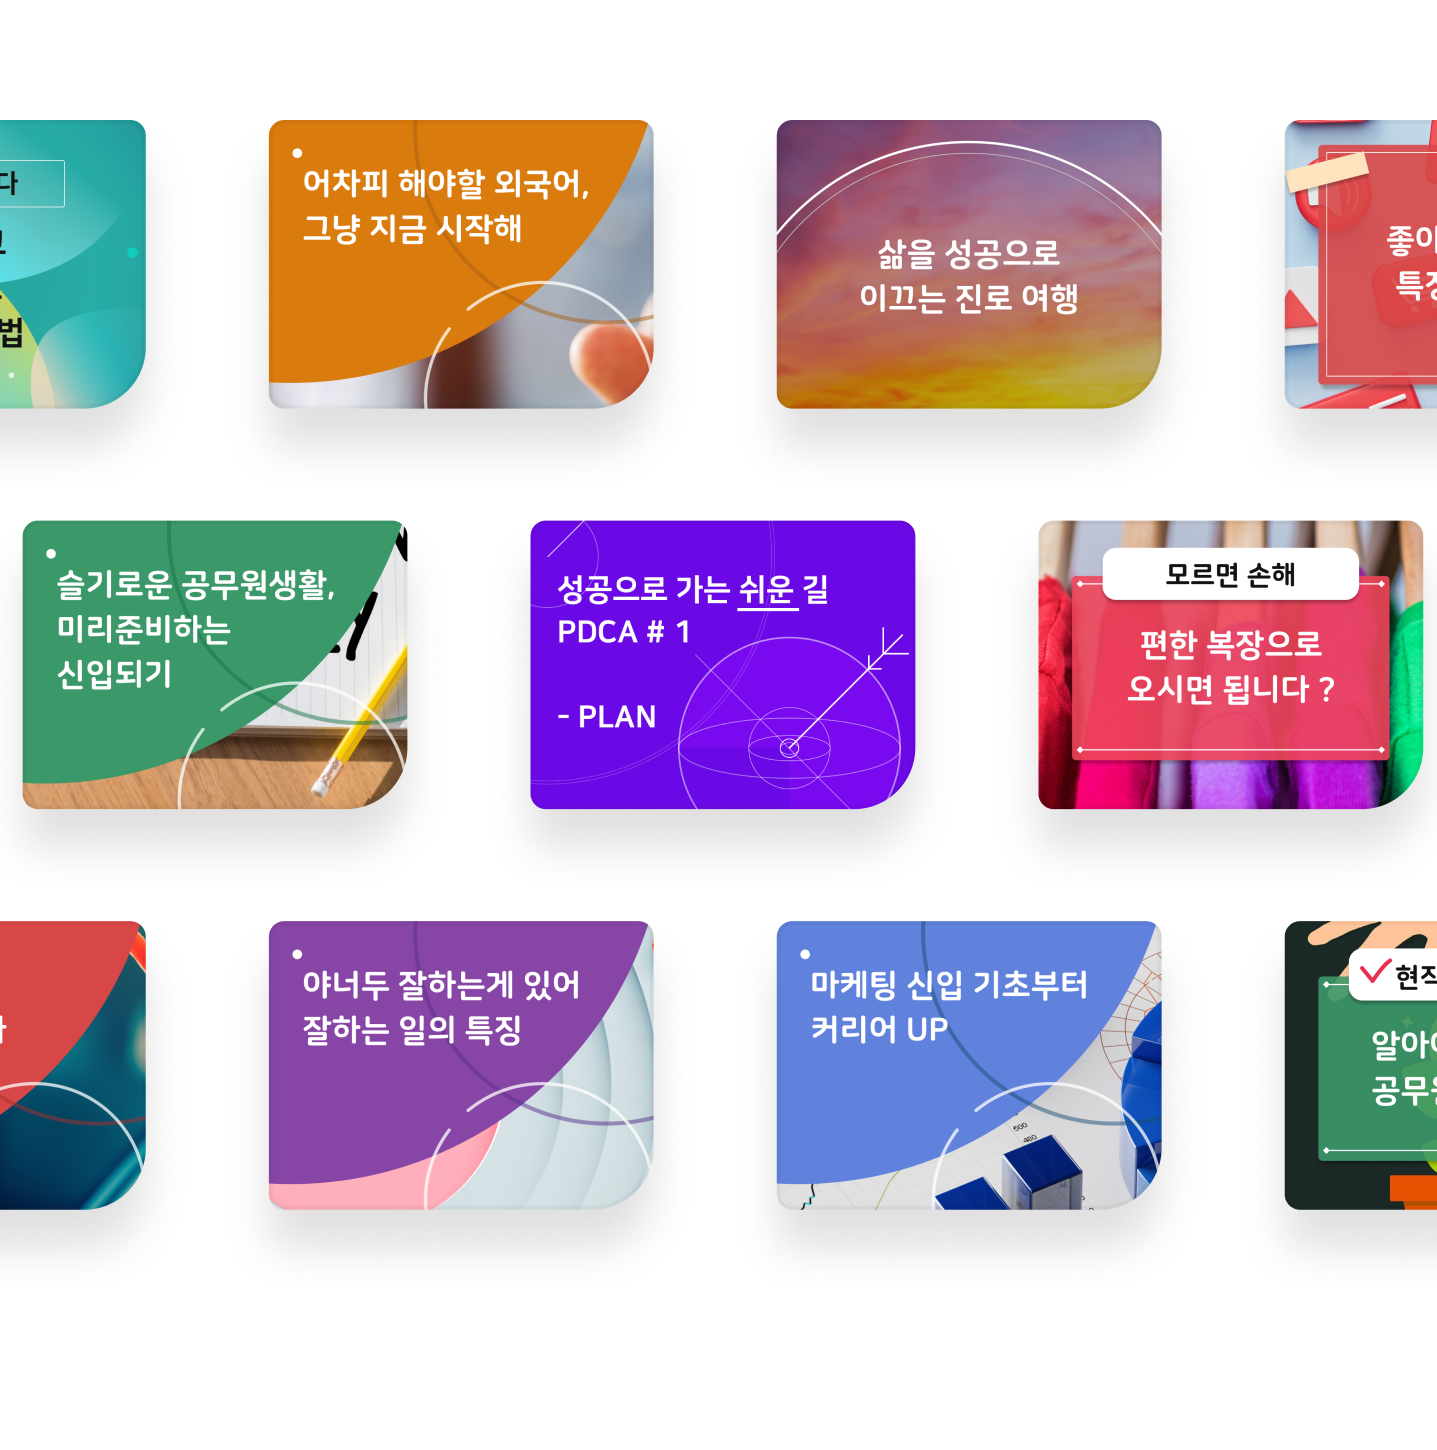 다
법
어차피 해야할 외국어,
그냥 지금 시작해
삶을 성공으로
이끄는 진로 여행
좋아
특징
슬기로운 공무원생활,
미리준비하는
신입되기
성공으로 가는 쉬운 길
PDCA # 1
- PLAN
모르면 손해
편한 복장으로
오시면 됩니다 ?
야너두 잘하는게 있어
잘하는 일의 특징
마케팅 신입 기초부터
커리어 UP
500
400
현직
알아
공무원